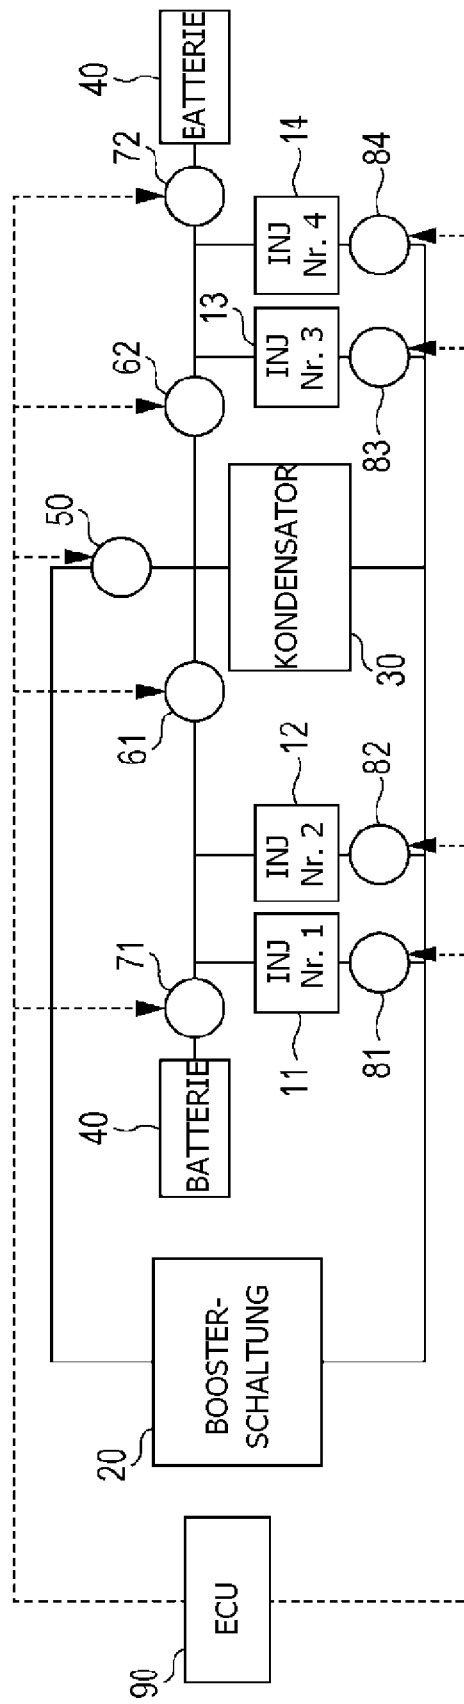 50
40
71
61
62
72
40
20
90
BATTERIE
EATTERIE
ECU
BOOSTER-
SCHALTUNG
12
13
14
INJ
Nr. 1
INJ
Nr. 2
KONDENSATOR
INJ
Nr. 3
INJ
Nr. 4
11
30
81
82
83
84